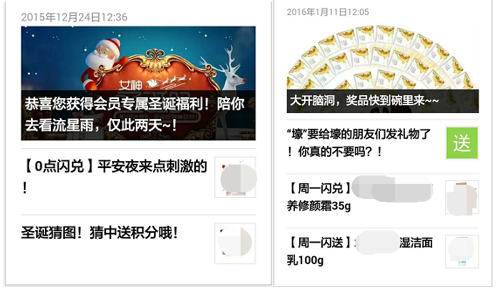 2015年12月24日12:36
女神
恭喜您获得会员专属圣诞福利！陪你
去看流星雨，仅此两天~！
【0点闪兑】平安夜来点刺激的
！
圣诞猜图！猜中送积分哦！
2016年1月11日12:05
大开脑洞，奖品快到碗里来~~
“壕”要给壕的朋友们发礼物了
！你真的不要吗？！
送
【周一闪兑】
养修颜霜35g
【周一闪送】
湿洁面
乳100g